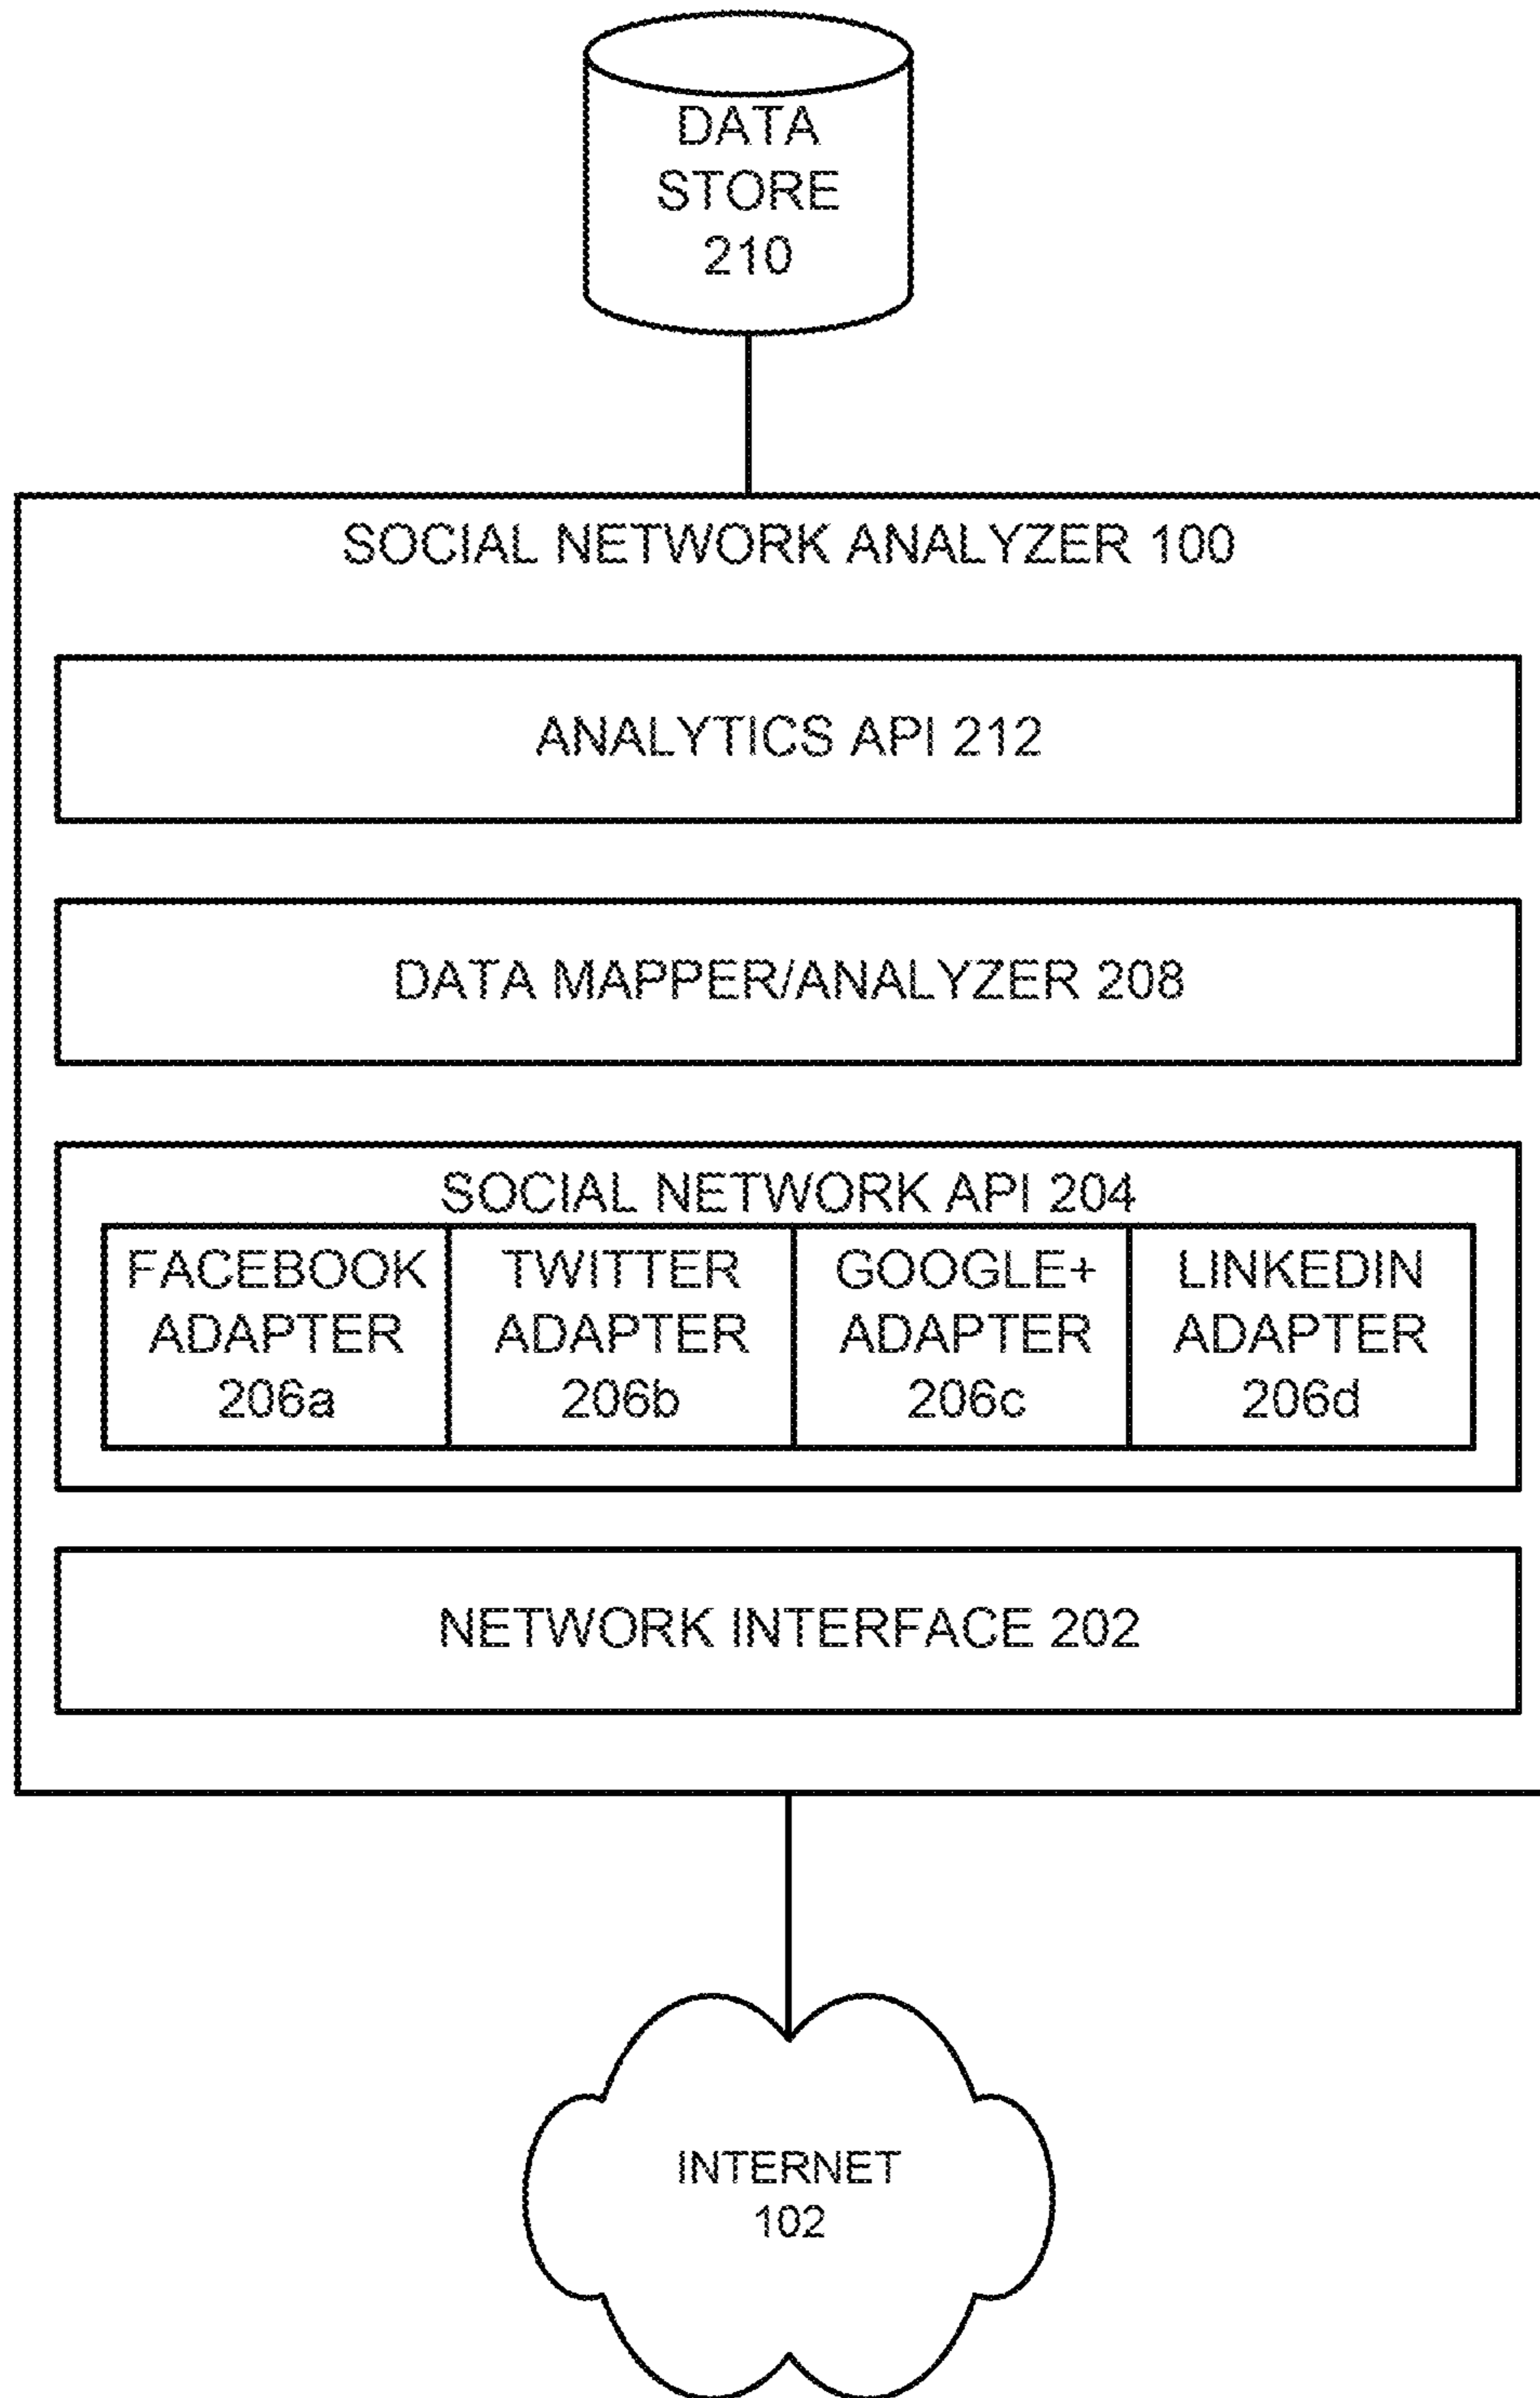 DATA
STORE
210
SOCIAL NETWORK ANALYZER 100
ANALYTICS API 212
DATA MAPPER/ANALYZER 208
SOCIAL NETWORK API 204
FACEBOOK
ADAPTER
206a
TWITTER
ADAPTER
206b
GOOGLE+
ADAPTER
206c
LINKEDIN
ADAPTER
206d
NETWORK INTERFACE 202
INTERNET
102